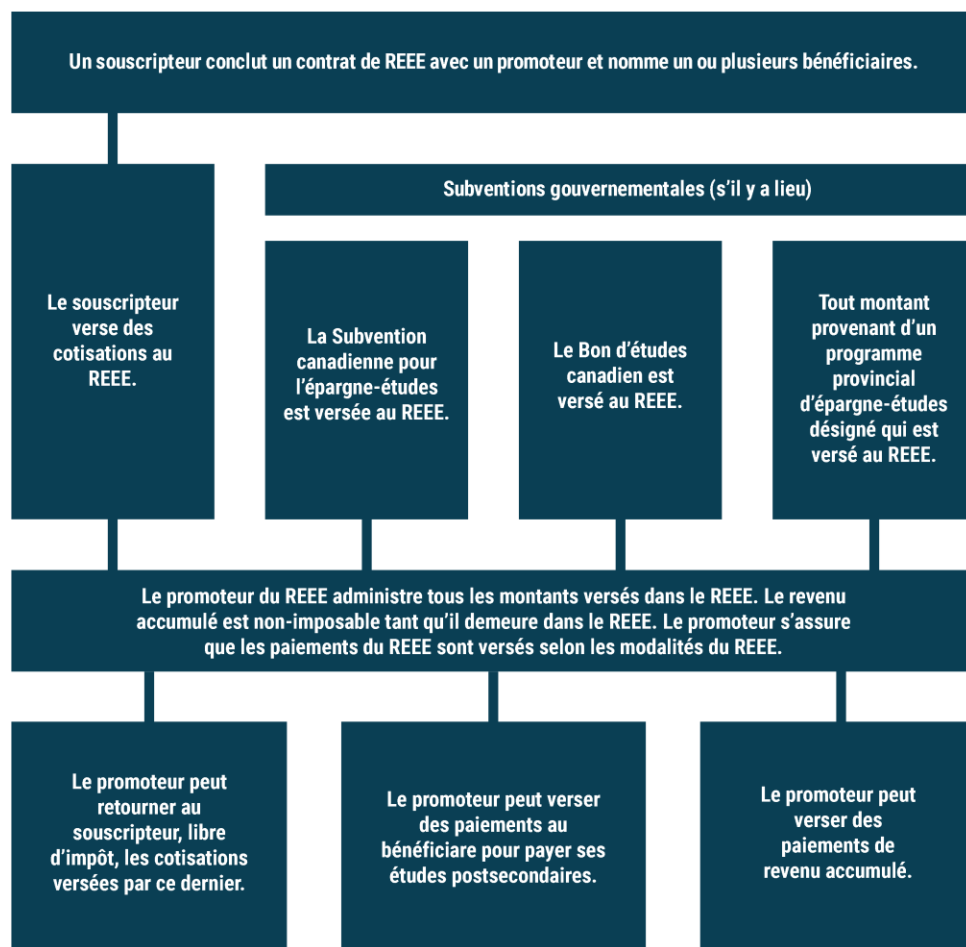 Un souscripteur conclut un contrat de REEE avec un promoteur et nomme un ou plusieurs bénéficiaires.
Le souscripteur
verse des
cotisations au
REEE.
Subventions gouvernementales (s’il y a lieu)
La Subvention
canadienne pour
l’épargne-études
est versée au REEE.
Le Bon d’études
canadien est
versé au REEE.
Tout montant
provenant d’un
programme
provincial
d’épargne-études
désigné qui est
versé au REEE.
Le promoteur du REEE administre tous les montants versés dans le REEE. Le revenu
accumulé est non-imposable tant qu’il demeure dans le REEE. Le promoteur s’assure
que les paiements du REEE sont versés selon les modalités du REEE.
Le promoteur peut
retourner au
souscripteur, libre
d’impôt, les cotisations
versées par ce dernier.
Le promoteur peut verser
des paiements au
bénéficiare pour payer ses
études postsecondaires.
Le promoteur peut
verser des
paiements de
revenu accumulé.